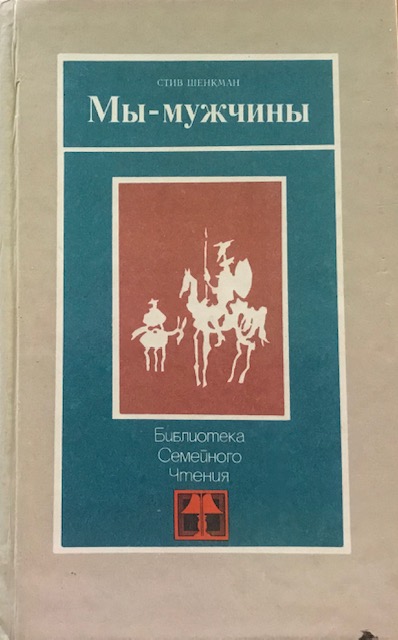 СТИВ ШЕНКМАН
Мы-мужчины
Библиотека
Семейного
Чтения